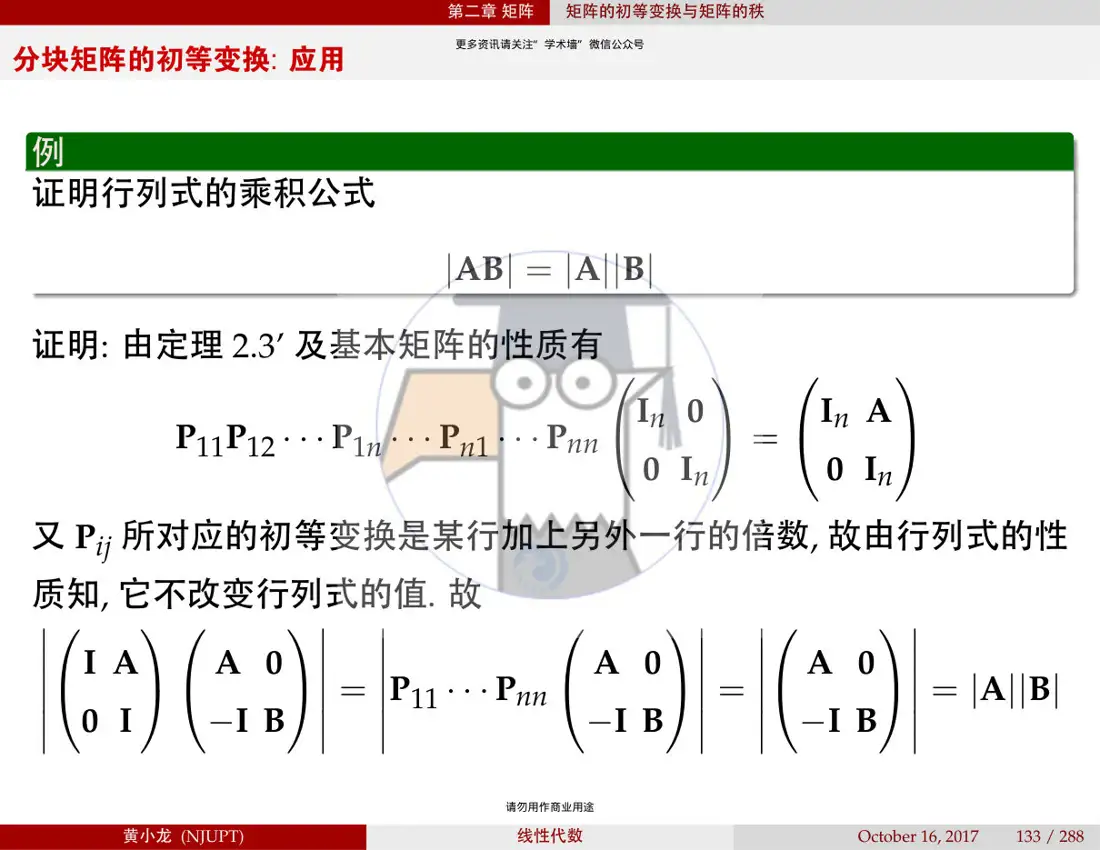 第二章 矩阵 矩阵的初等变换与矩阵的秩
更多资讯请关注“学术墙”微信公众号
分块矩阵的初等变换: 应用
例
证明行列式的乘积公式
|AB| = |A||B|
证明: 由定理 2.3′ 及基本矩阵的性质有
P₁₁P₁₂ ⋯ P₁ₙ ⋯ Pₙ₁ ⋯ Pₙₙ (Iₙ 0; 0 Iₙ) = (Iₙ A; 0 Iₙ)
又 Pᵢⱼ 所对应的初等变换是某行加上另外一行的倍数, 故由行列式的性
质知, 它不改变行列式的值. 故
|(I A; 0 I) (A 0; −I B)| = |P₁₁ ⋯ Pₙₙ (A 0; −I B)| = |(A 0; −I B)| = |A||B|
请勿用作商业用途
黄小龙 (NJUPT) 线性代数 October 16, 2017 133 / 288